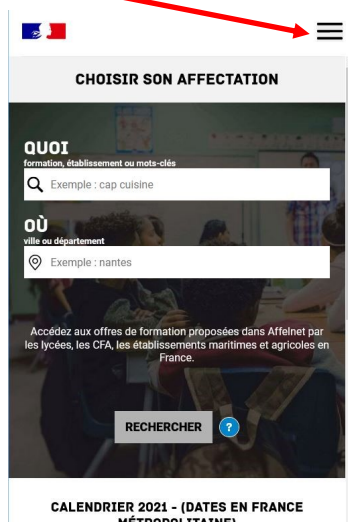 CHOISIR SON AFFECTATION
QUOI
formation, établissement ou mots-clés
Exemple : cap cuisine
OÙ
ville ou département
Exemple : nantes
Accédez aux offres de formation proposées dans Affelnet par
les lycées, les CFA, les établissements maritimes et agricoles en
France.
RECHERCHER ?
CALENDRIER 2021 - (DATES EN FRANCE
MÉTROPOLITAINE)